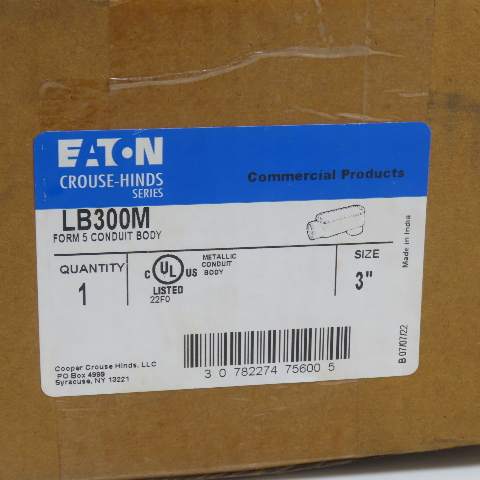 EATON
CROUSE-HINDS
SERIES
Commercial Products
LB300M
FORM 5 CONDUIT BODY
QUANTITY
1
C UL US
LISTED
22F0
METALLIC
CONDUIT
BODY
SIZE
3"
Made in India
B 07/07/22
Cooper Crouse Hinds, LLC
PO Box 4999
Syracuse, NY 13221
3 0 782274 75600 5